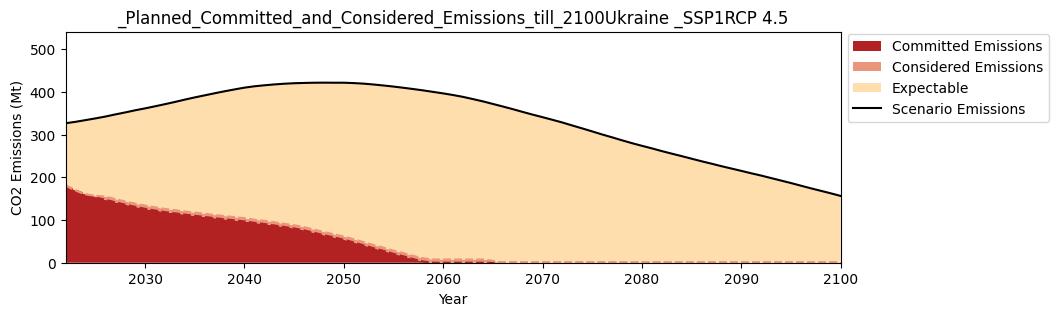 _Planned_Committed_and_Considered_Emissions_till_2100Ukraine _SSP1RCP 4.5
CO2 Emissions (Mt)
500
400
300
200
100
0
2030 2040 2050 2060 2070 2080 2090 2100
Year
Committed Emissions
Considered Emissions
Expectable
Scenario Emissions